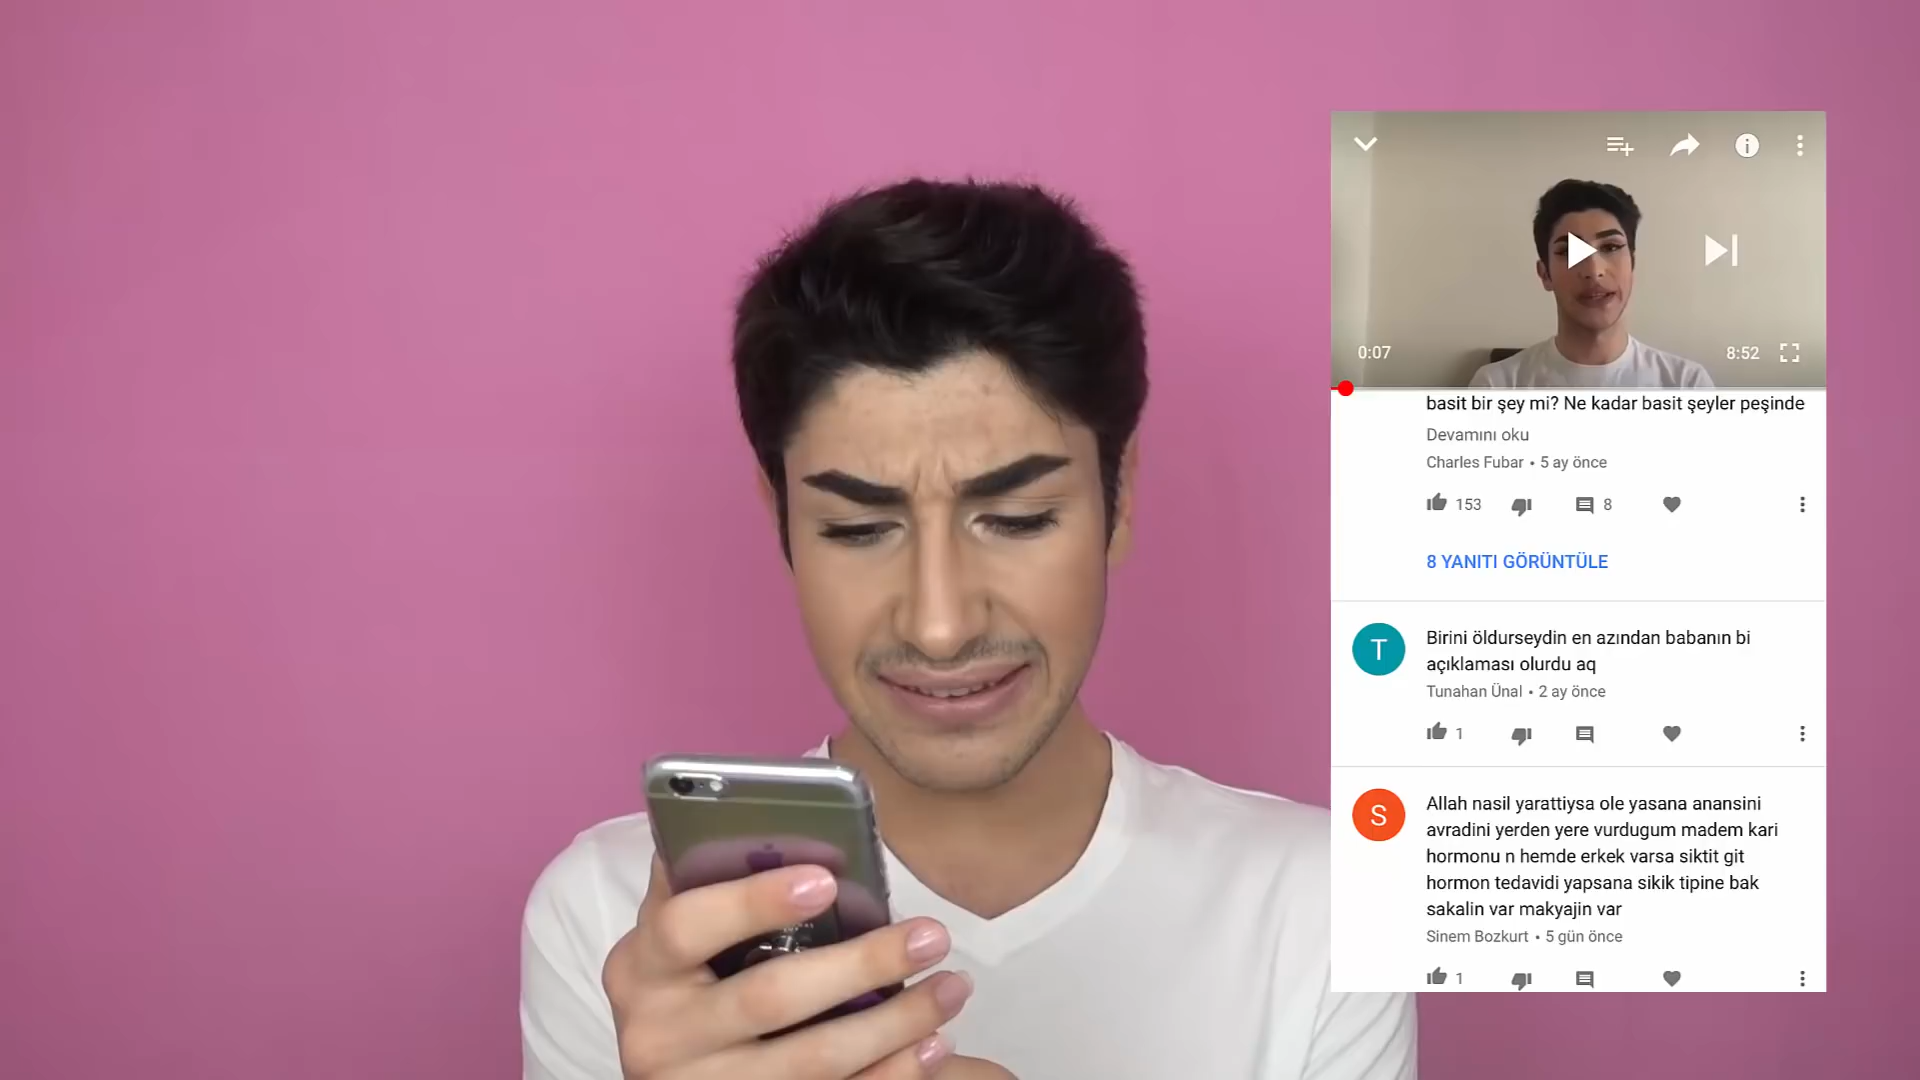 0:07
8:52
basit bir şey mi? Ne kadar basit şeyler peşinde
Devamını oku
Charles Fubar • 5 ay önce
153
8
8 YANITI GÖRÜNTÜLE
T
Birini öldurseydin en azından babanın bi
açıklaması olurdu aq
Tunahan Ünal • 2 ay önce
1
S
Allah nasil yarattiysa ole yasana anansini
avradini yerden yere vurdugum madem kari
hormonu n hemde erkek varsa siktit git
hormon tedavidi yapsana sikik tipine bak
sakalin var makyajin var
Sinem Bozkurt • 5 gün önce
1